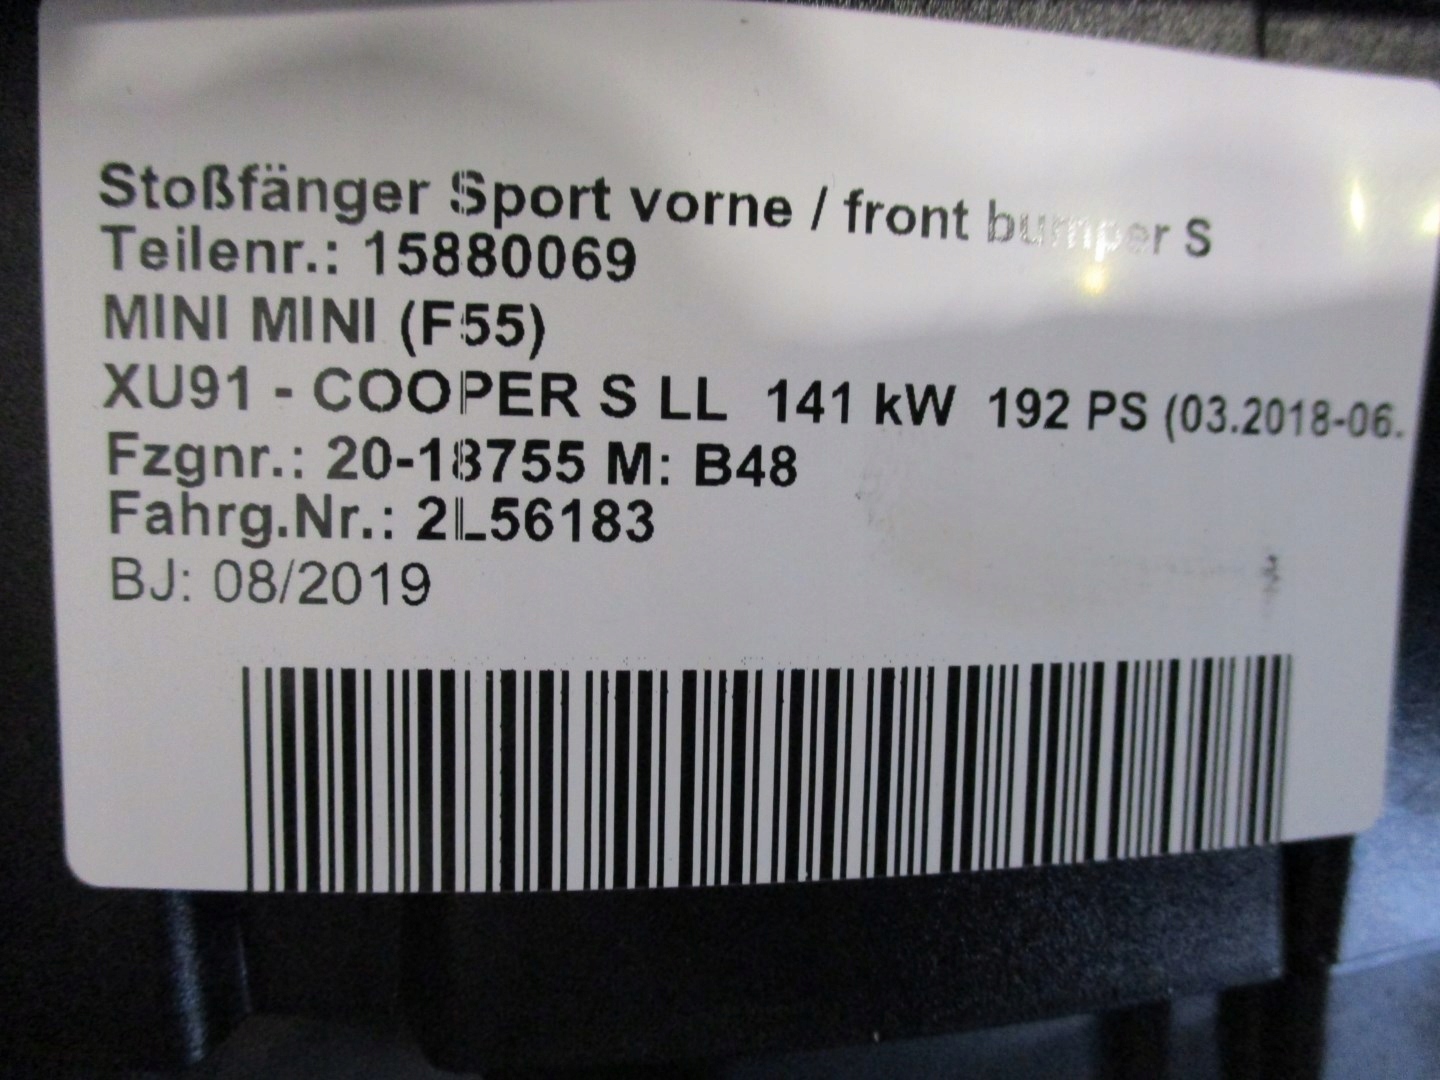 Stoßfänger Sport vorne / front bumper S
Teilenr.: 15880069
MINI MINI (F55)
XU91 - COOPER S LL 141 kW 192 PS (03.2018-06.
Fzgnr.: 20-18755 M: B48
Fahrg.Nr.: 2L56183
BJ: 08/2019